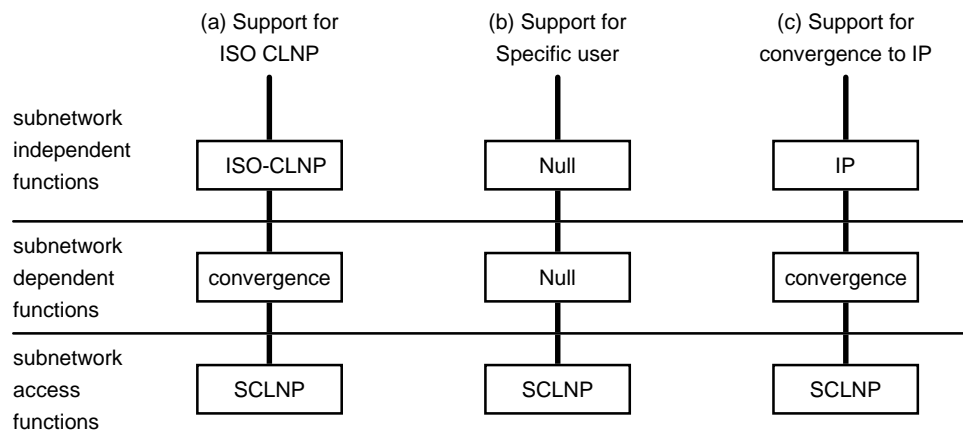 (a) Support for
ISO CLNP
(b) Support for
Specific user
(c) Support for
convergence to IP
subnetwork
independent
functions
ISO-CLNP
Null
IP
subnetwork
dependent
functions
convergence
Null
convergence
subnetwork
access
functions
SCLNP
SCLNP
SCLNP